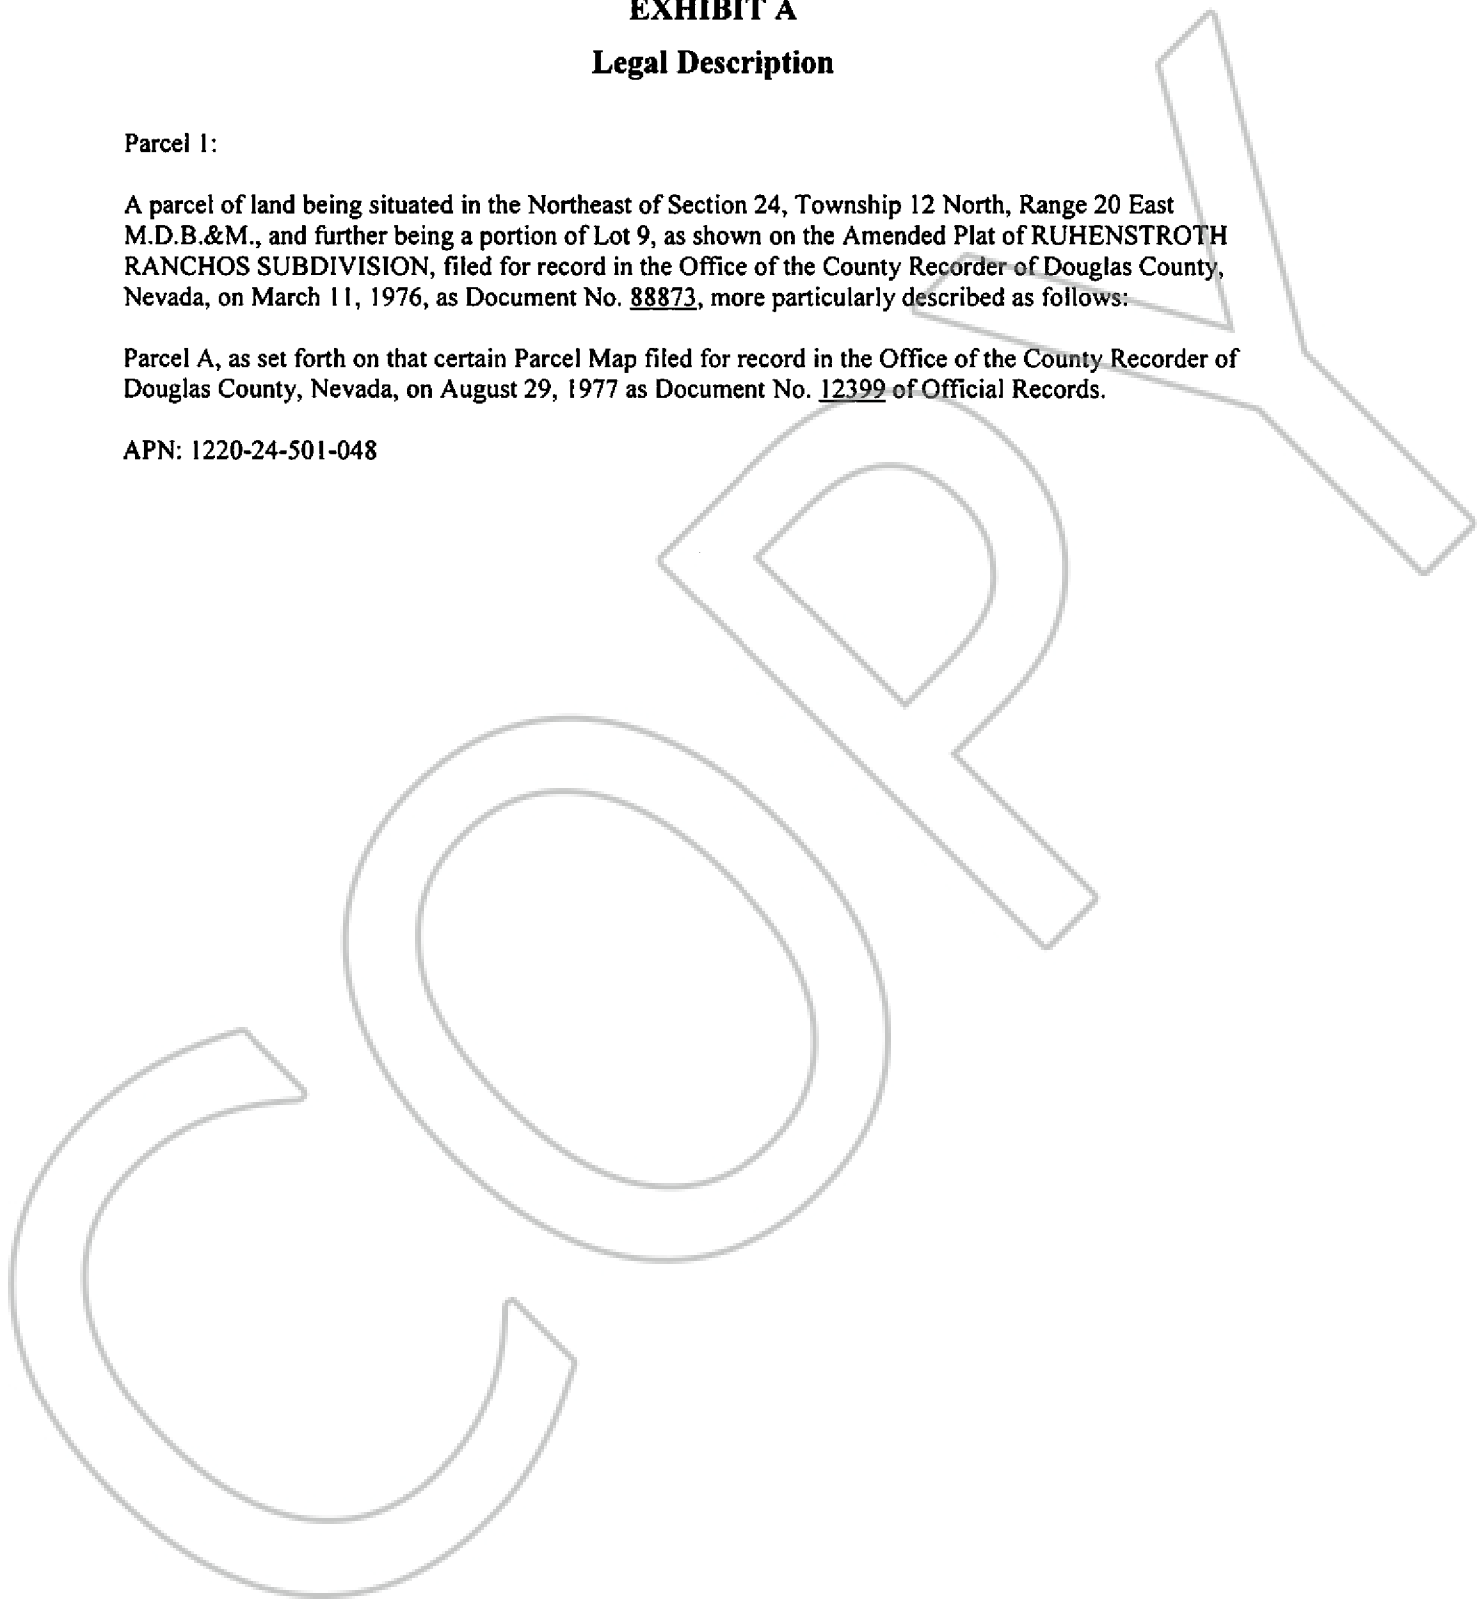 EXHIBIT A
Legal Description
Parcel 1:
A parcel of land being situated in the Northeast of Section 24, Township 12 North, Range 20 East
M.D.B.&M., and further being a portion of Lot 9, as shown on the Amended Plat of RUHENSTROTH
RANCHOS SUBDIVISION, filed for record in the Office of the County Recorder of Douglas County,
Nevada, on March 11, 1976, as Document No. 88873, more particularly described as follows:
Parcel A, as set forth on that certain Parcel Map filed for record in the Office of the County Recorder of
Douglas County, Nevada, on August 29, 1977 as Document No. 12399 of Official Records.
APN: 1220-24-501-048
COPY